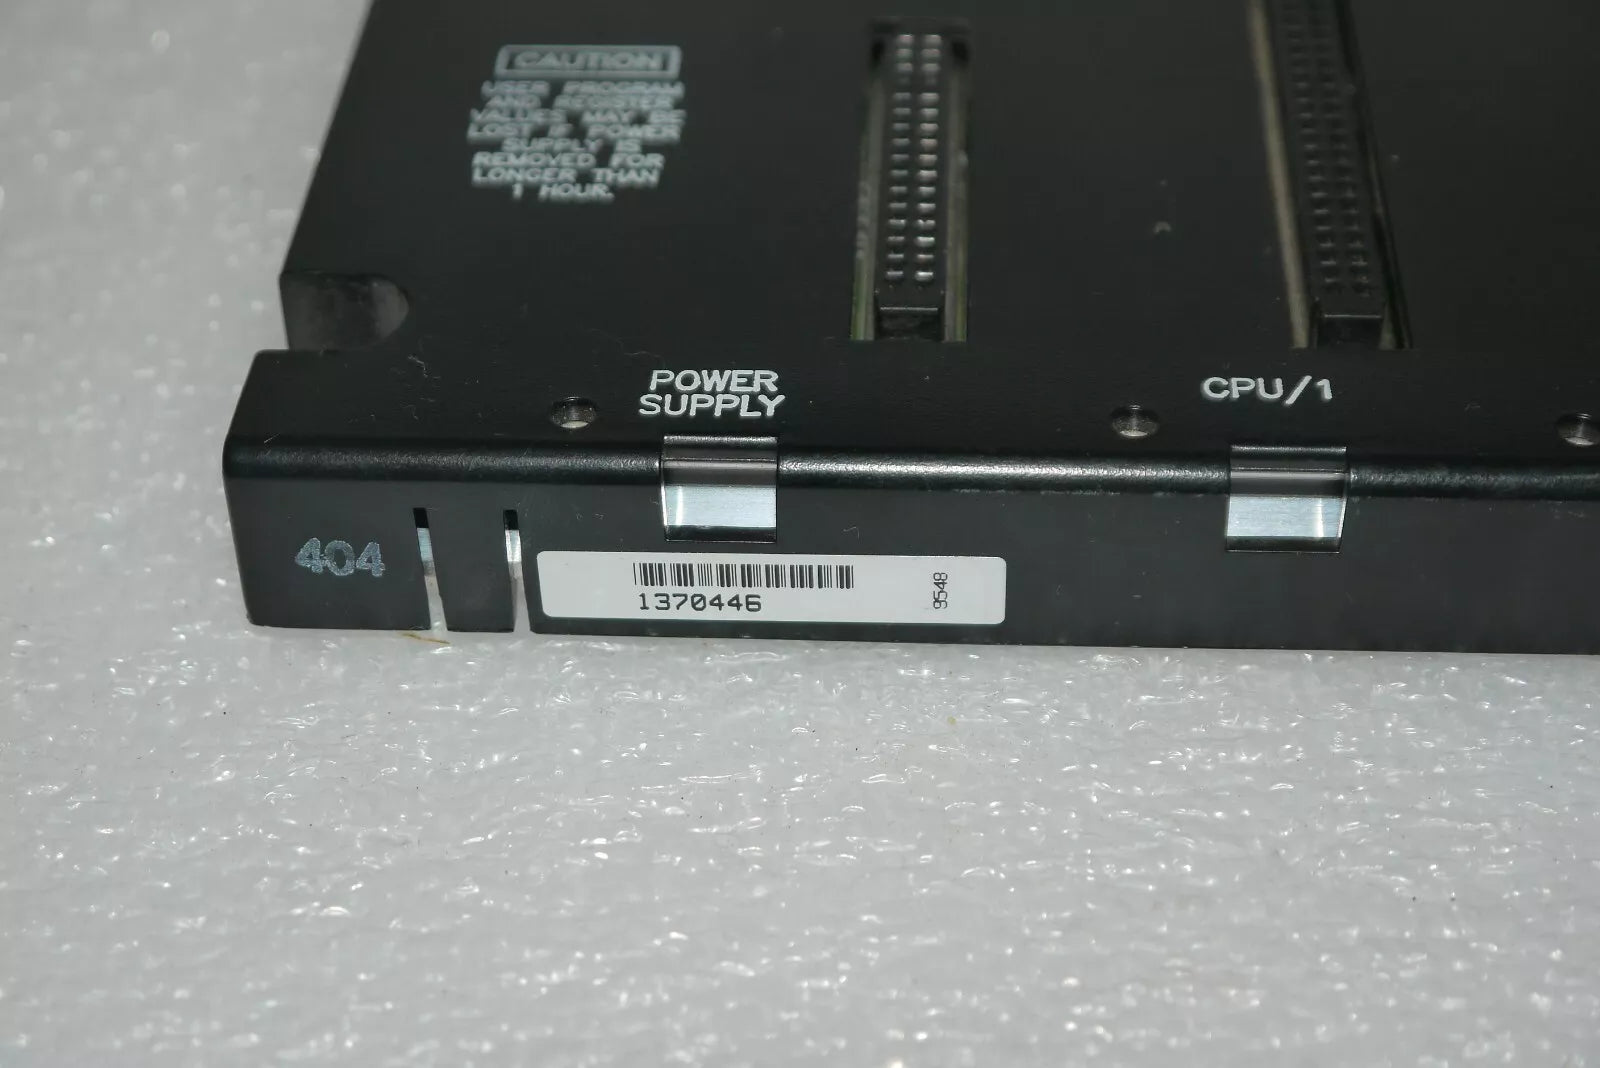 CAUTION
USER PROGRAM
AND REGISTER
VALUES MAY BE
LOST IF POWER
SUPPLY IS
REMOVED FOR
LONGER THAN
1 HOUR.
POWER
SUPPLY
CPU/1
404
1370446
9548